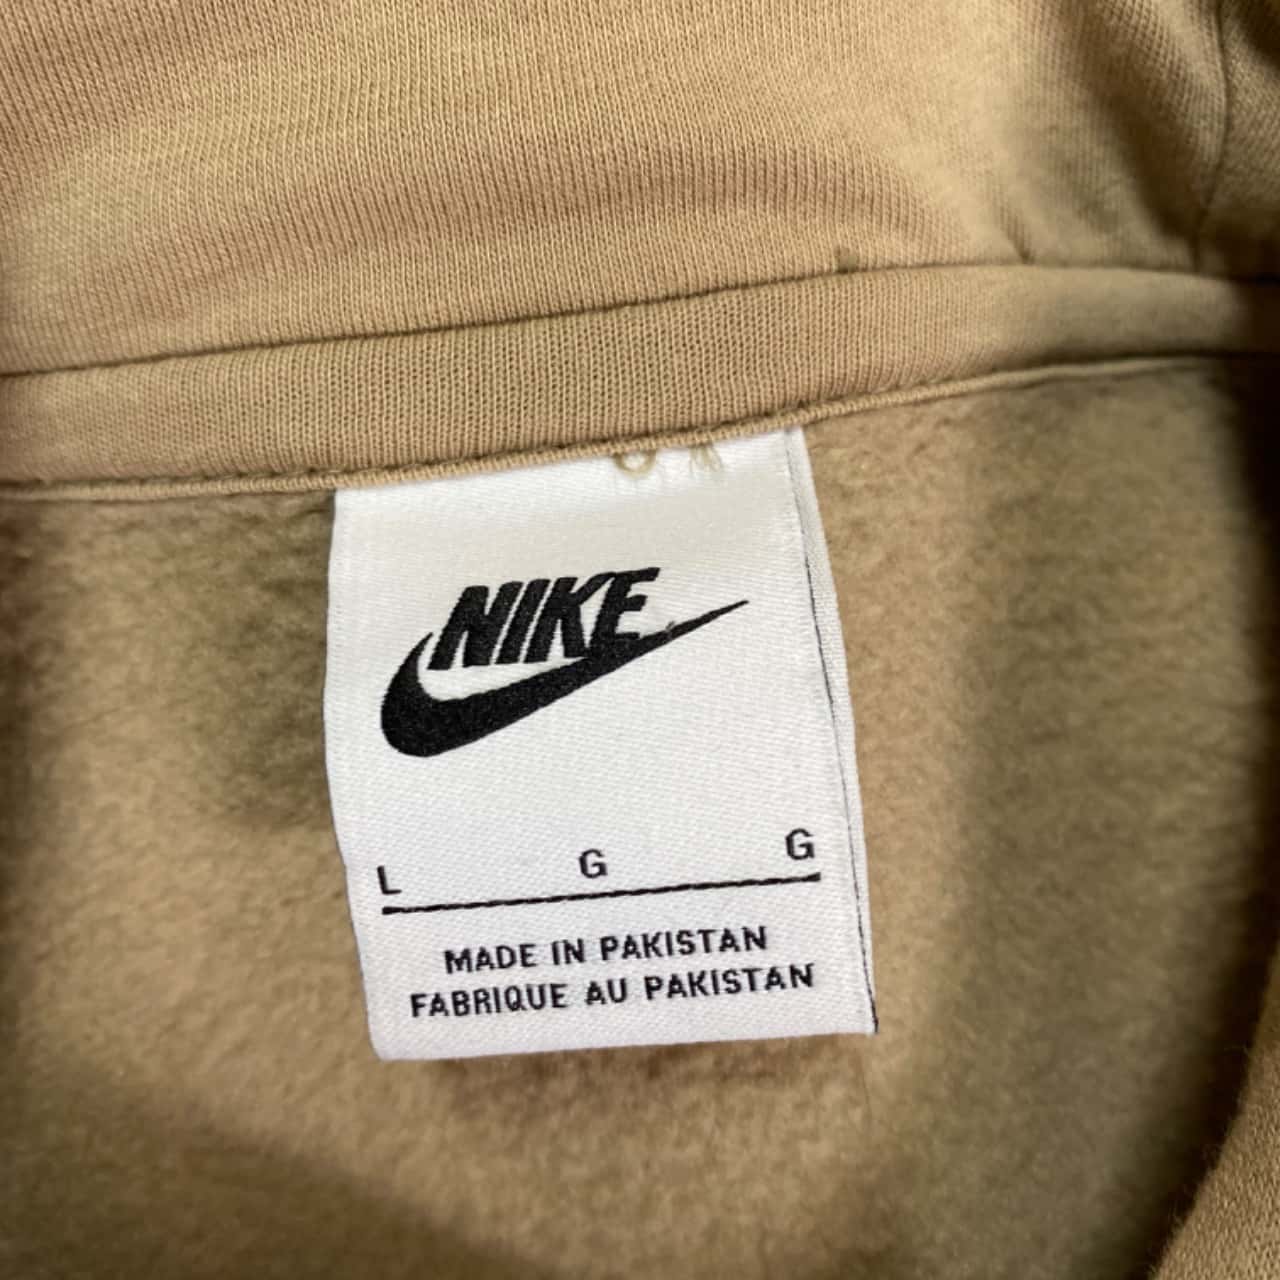 NIKE
L G G
MADE IN PAKISTAN
FABRIQUE AU PAKISTAN